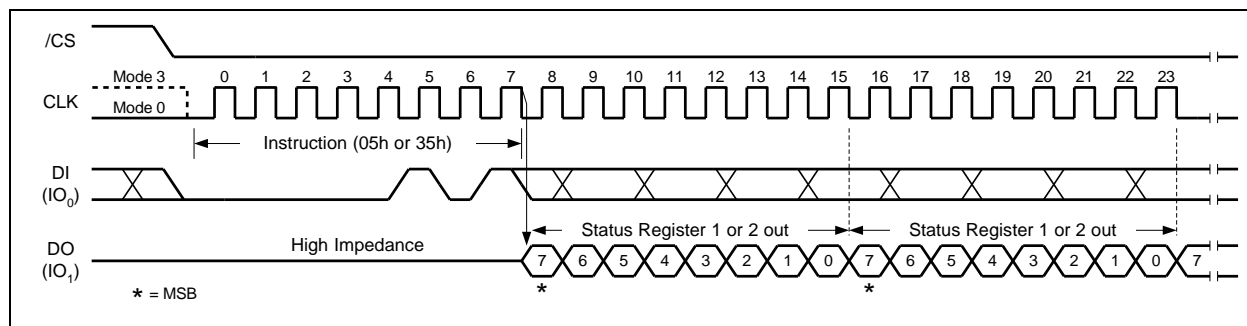 /CS
Mode 3
0 1 2 3 4 5 6 7 8 9 10 11 12 13 14 15 16 17 18 19 20 21 22 23
CLK
Mode 0
Instruction (05h or 35h)
DI
(IO0)
Status Register 1 or 2 out Status Register 1 or 2 out
High Impedance
DO
(IO1)
7 6 5 4 3 2 1 0 7 6 5 4 3 2 1 0 7
* *
* = MSB